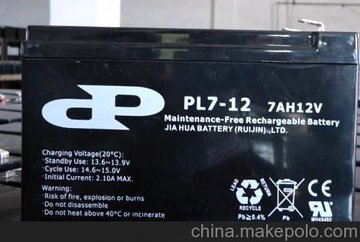 dP
PL7-12 7AH12V
Maintenance-Free Rechargeable Battery
JIA HUA BATTERY (RUIJIN).,LTD.
Charging Voltage(20°C):
• Standby Use: 13.6~13.9V
• Cycle Use: 14.6~15.0V
• Initial Current: 2.10A MAX.
Warning:
Risk of fire, explosion, or burns.
Do not disassemble.
Do not heat above 40°C or incinerate.
LEAD
RETURN
RECYCLE
Pb≥0.4%
Pb
MH45492
china.makepolo.com